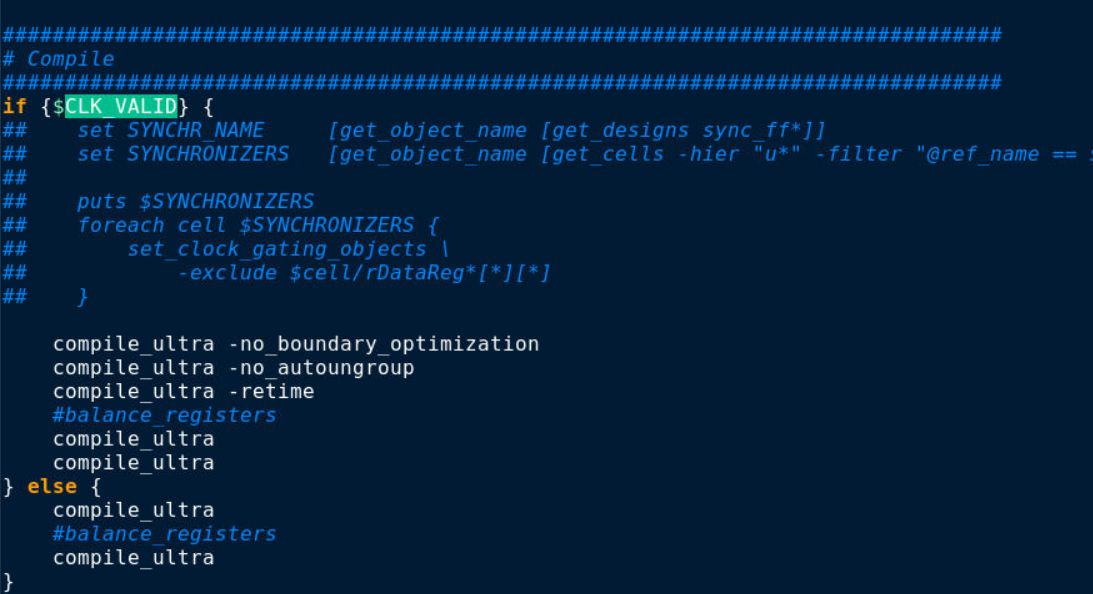 ################################################################################
# Compile
################################################################################
if {$CLK_VALID} {
##    set SYNCHR_NAME     [get_object_name [get_designs sync_ff*]]
##    set SYNCHRONIZERS   [get_object_name [get_cells -hier "u*" -filter "@ref_name ==
##
##    puts $SYNCHRONIZERS
##    foreach cell $SYNCHRONIZERS {
##        set_clock_gating_objects \
##            -exclude $cell/rDataReg*[*][*]
##    }
    compile_ultra -no_boundary_optimization
    compile_ultra -no_autoungroup
    compile_ultra -retime
    #balance_registers
    compile_ultra
    compile_ultra
} else {
    compile_ultra
    #balance_registers
    compile_ultra
}